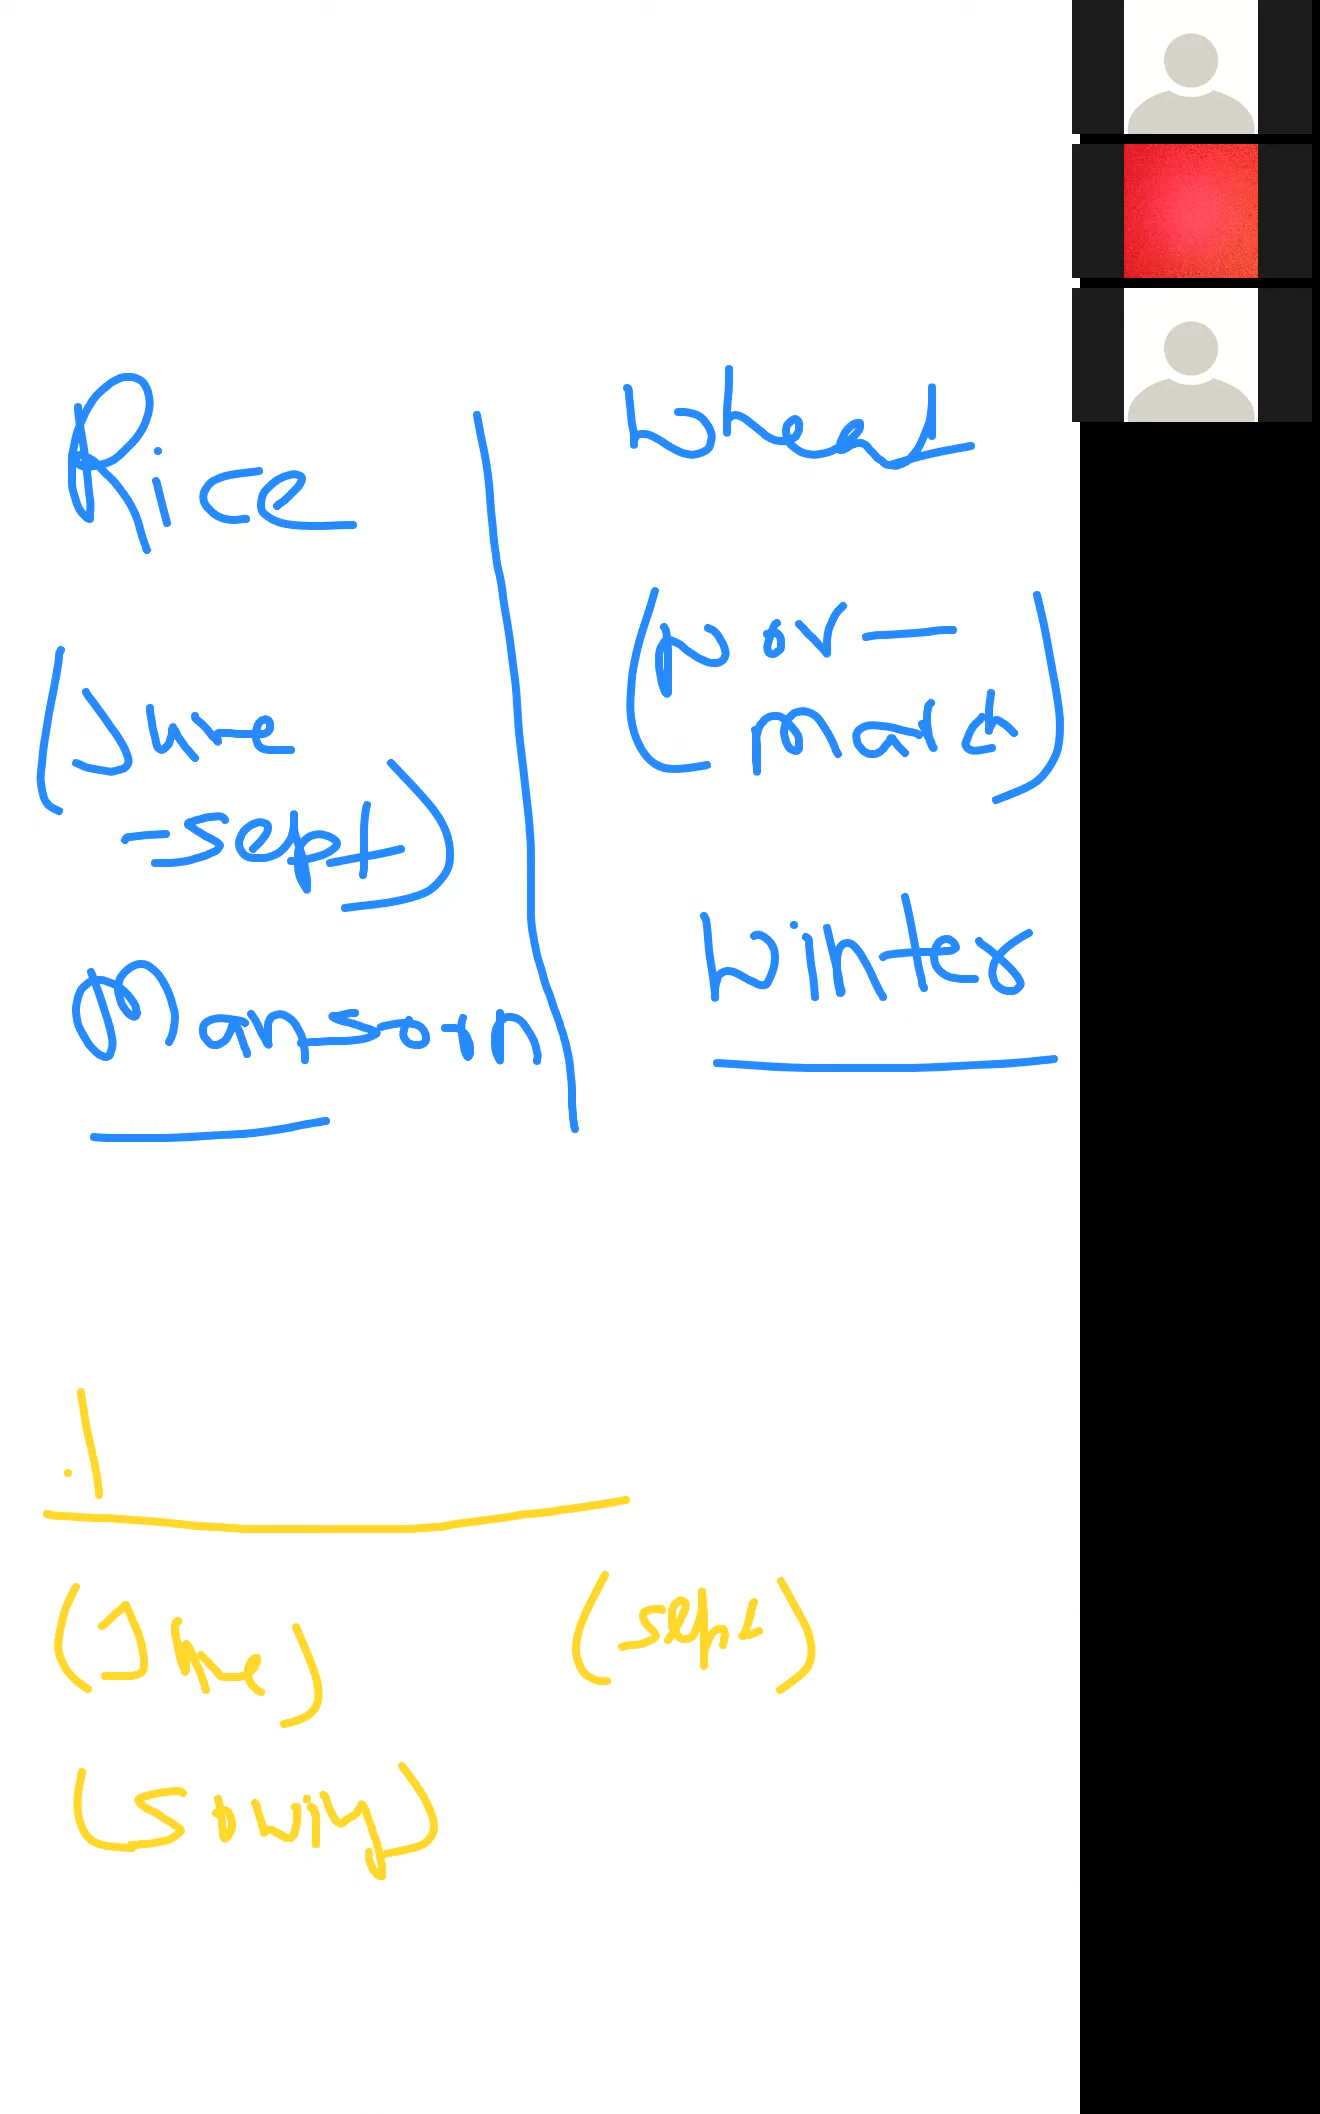 Rice
(June
-sept)
Mansoon
wheat
(Nov —
march)
winter
(June) (sept)
(Sowing)